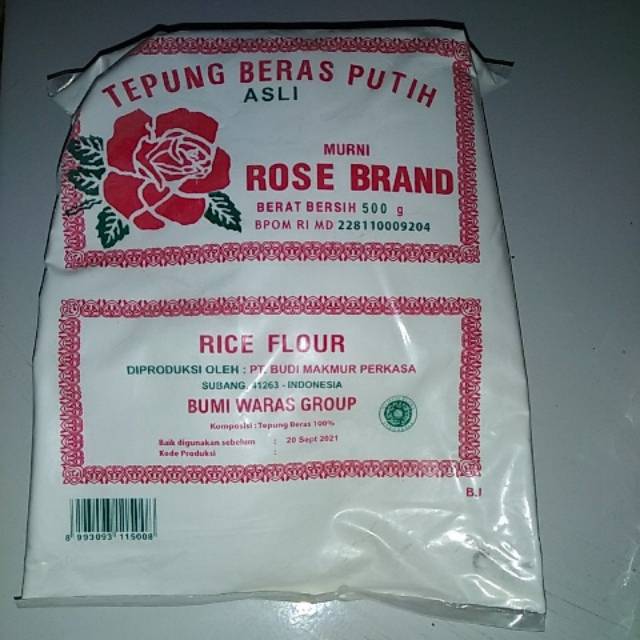 TEPUNG BERAS PUTIH
ASLI
MURNI
ROSE BRAND
BERAT BERSIH 500 g
BPOM RI MD 228110009204
RICE FLOUR
DIPRODUKSI OLEH : PT. BUDI MAKMUR PERKASA
SUBANG, 41263 - INDONESIA
BUMI WARAS GROUP
Komposisi : Tepung Beras 100%
Baik digunakan sebelum : 20 Sept 2021
Kode Produksi :
B.I
8 993093 115008